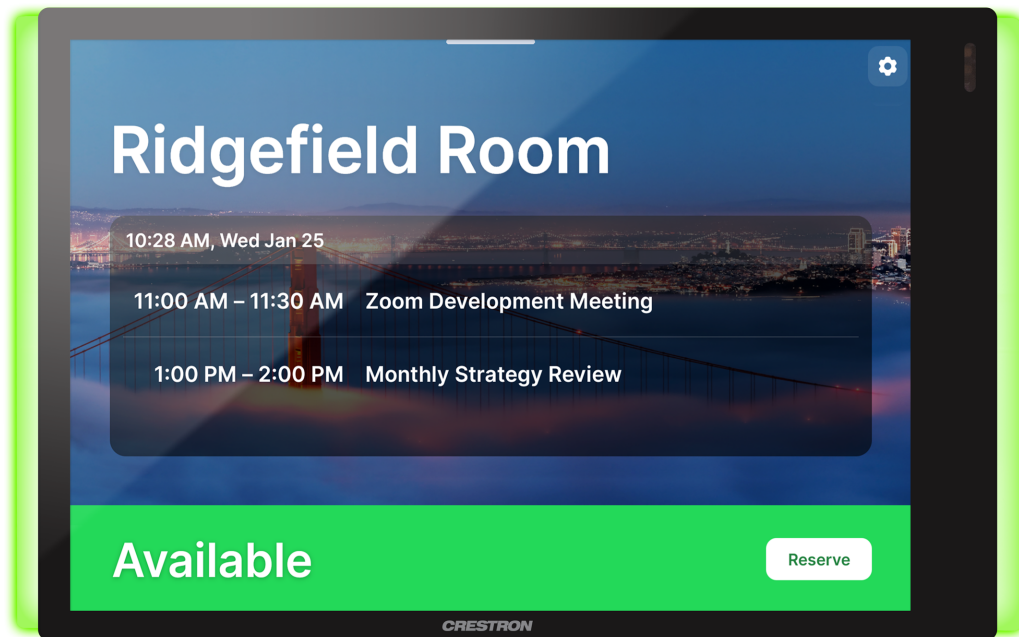 Ridgefield Room
10:28 AM, Wed Jan 25
11:00 AM – 11:30 AM Zoom Development Meeting
1:00 PM – 2:00 PM Monthly Strategy Review
Available
Reserve
CRESTRON